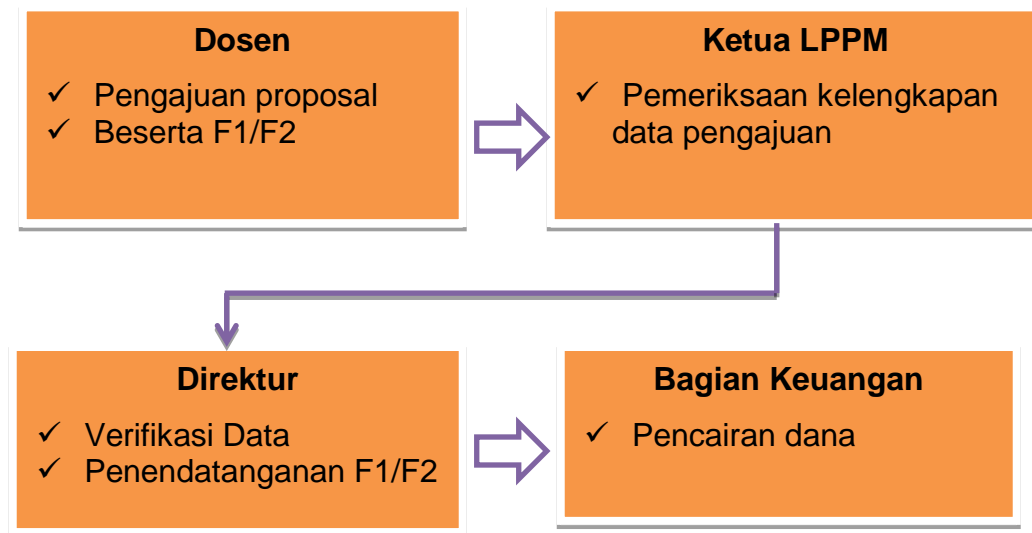 Dosen
✓ Pengajuan proposal
✓ Beserta F1/F2
Ketua LPPM
✓ Pemeriksaan kelengkapan
data pengajuan
Direktur
✓ Verifikasi Data
✓ Penendatanganan F1/F2
Bagian Keuangan
✓ Pencairan dana